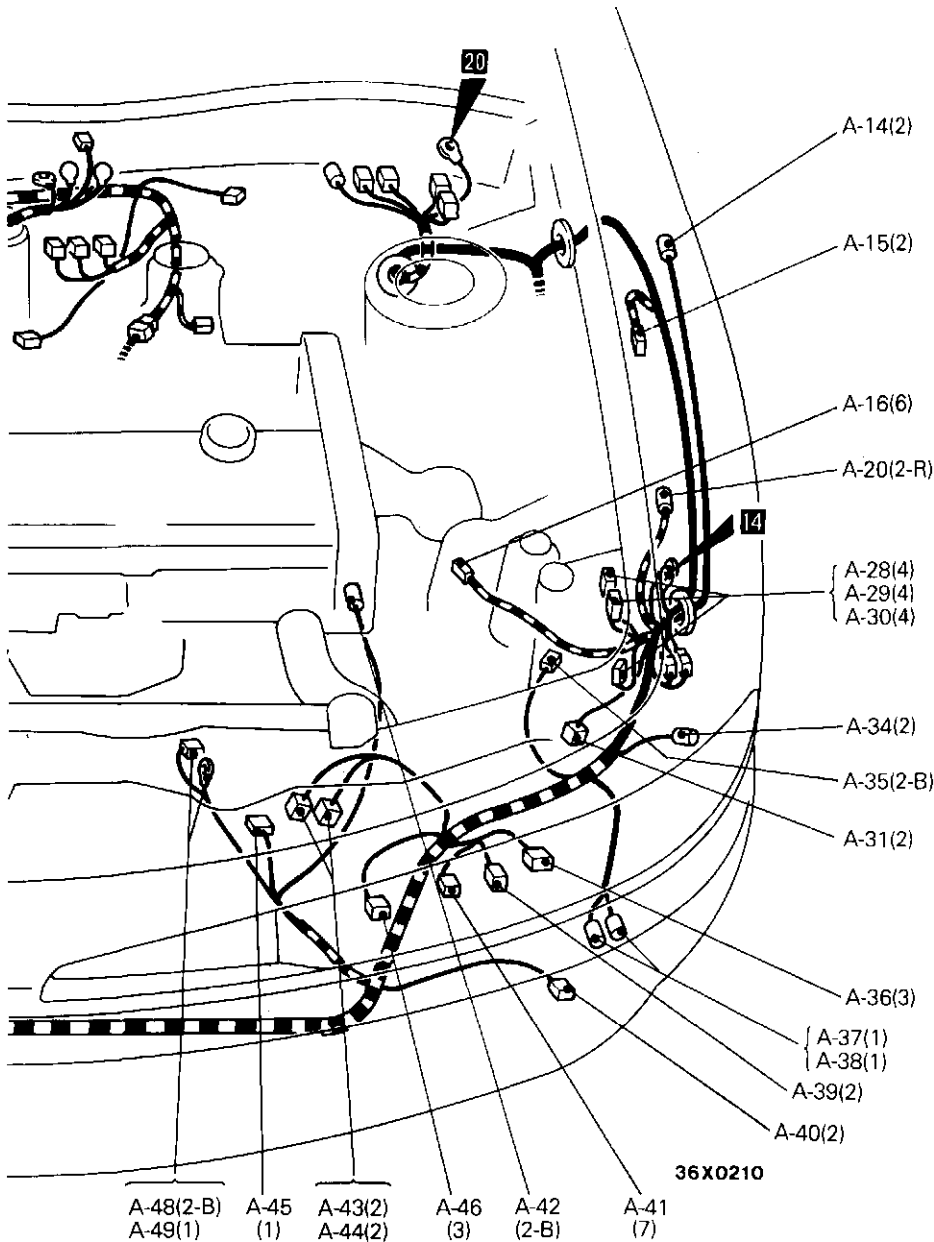 20
A-14(2)
A-15(2)
A-16(6)
A-20(2-R)
14
A-28(4)
A-29(4)
A-30(4)
A-34(2)
A-35(2-B)
A-31(2)
A-36(3)
A-37(1)
A-38(1)
A-39(2)
A-40(2)
36X0210
A-48(2-B)
A-49(1)
A-45
(1)
A-43(2)
A-44(2)
A-46
(3)
A-42
(2-B)
A-41
(7)